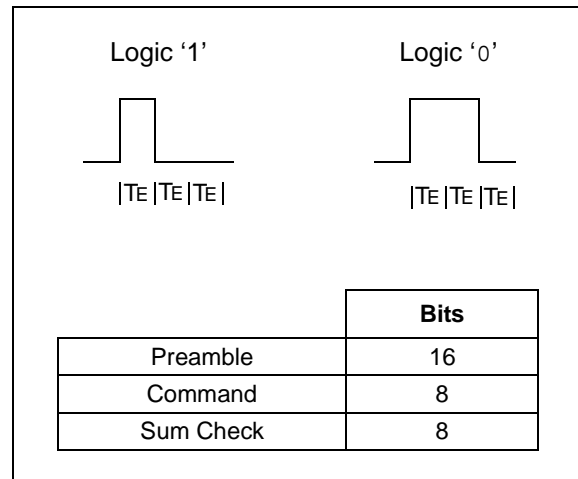 Logic ‘1’ Logic ‘0’
|TE|TE|TE| |TE|TE|TE|
Bits
Preamble 16
Command 8
Sum Check 8